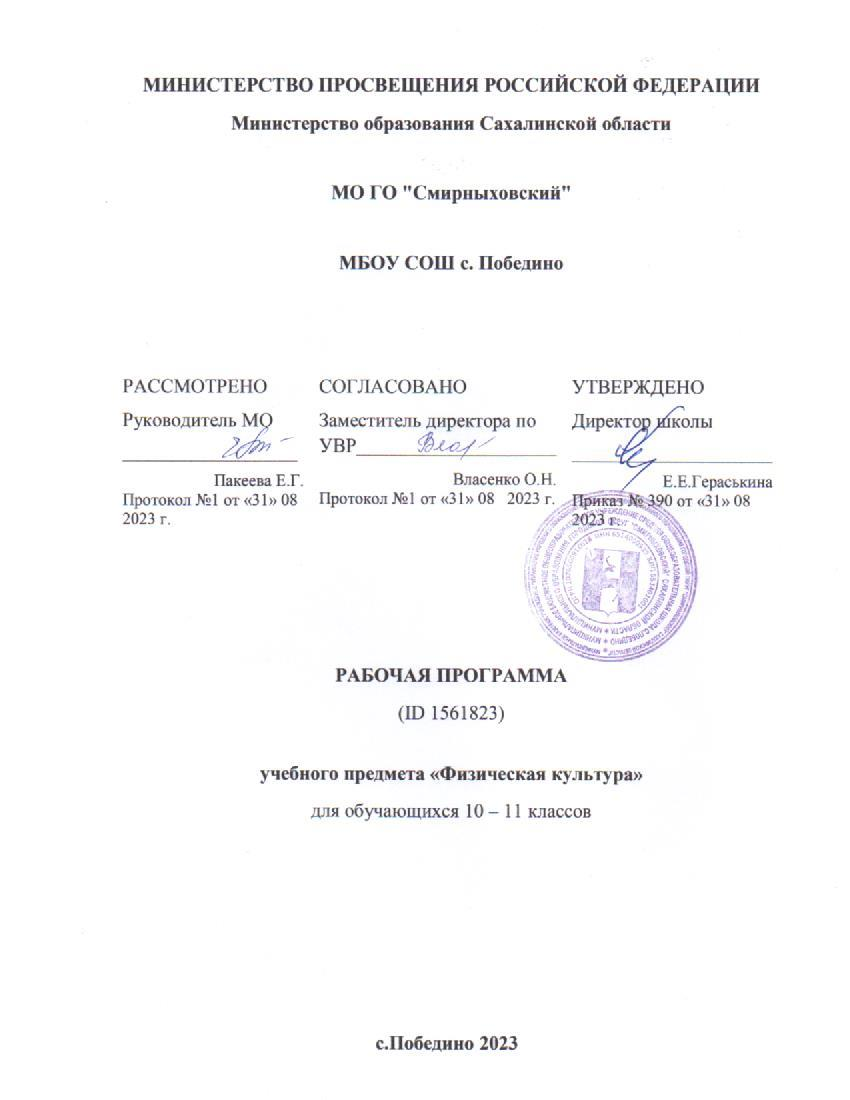 МИНИСТЕРСТВО ПРОСВЕЩЕНИЯ РОССИЙСКОЙ ФЕДЕРАЦИИ
Министерство образования Сахалинской области
МО ГО "Смирныховский"
МБОУ СОШ с. Победино
РАССМОТРЕНО
Руководитель МО
Пакеева Е.Г.
Протокол №1 от «31» 08
2023 г.
СОГЛАСОВАНО
Заместитель директора по
УВР
Власенко О.Н.
Протокол №1 от «31» 08 2023 г.
УТВЕРЖДЕНО
Директор школы
Е.Е.Гераськина
Приказ № 390 от «31» 08
2023 г.
РАБОЧАЯ ПРОГРАММА
(ID 1561823)
учебного предмета «Физическая культура»
для обучающихся 10 – 11 классов
с.Победино 2023